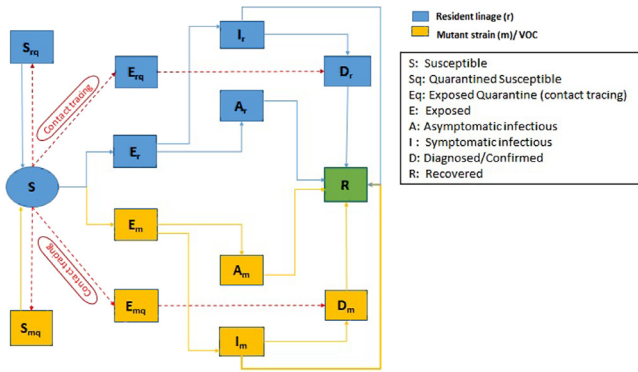 Resident linage (r)
Mutant strain (m)/ VOC
S: Susceptible
Sq: Quarantined Susceptible
Eq: Exposed Quarantine (contact tracing)
E: Exposed
A: Asymptomatic infectious
I : Symptomatic infectious
D: Diagnosed/Confirmed
R: Recovered
Srq
Ir
Erq
Dr
Contact tracing
Ar
Er
S
R
Em
Am
Contact tracing
Emq
Dm
Smq
Im